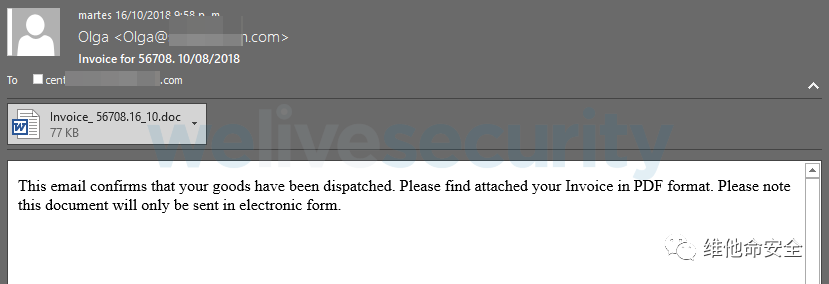 martes 16/10/2018 9:58 p. m.
Olga <Olga@ n.com>
Invoice for 56708. 10/08/2018
To cent .com
Invoice_ 56708.16_10.doc
77 KB
welivesecurity
This email confirms that your goods have been dispatched. Please find attached your Invoice in PDF format. Please note
this document will only be sent in electronic form.
维他命安全